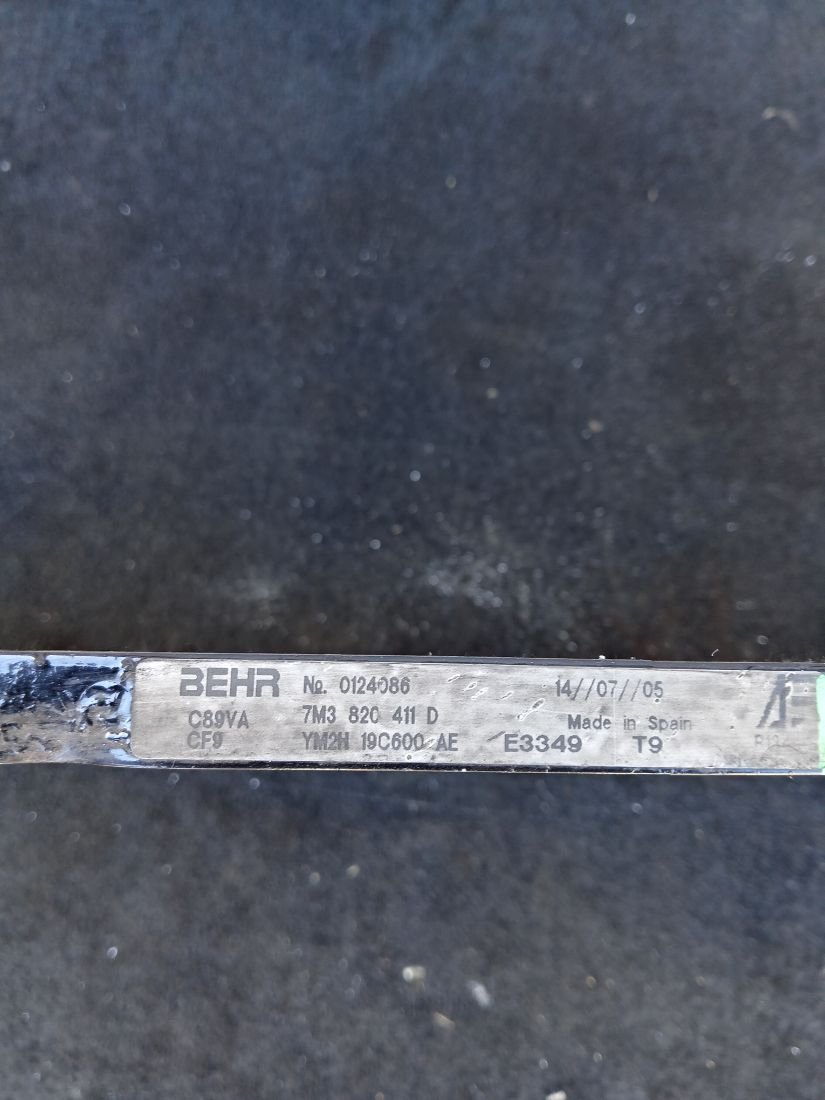 BEHR № 0124086 14//07//05
C89VA 7M3 820 411 D Made in Spain
CF9 YM2H 19C600 AE E3349 T9